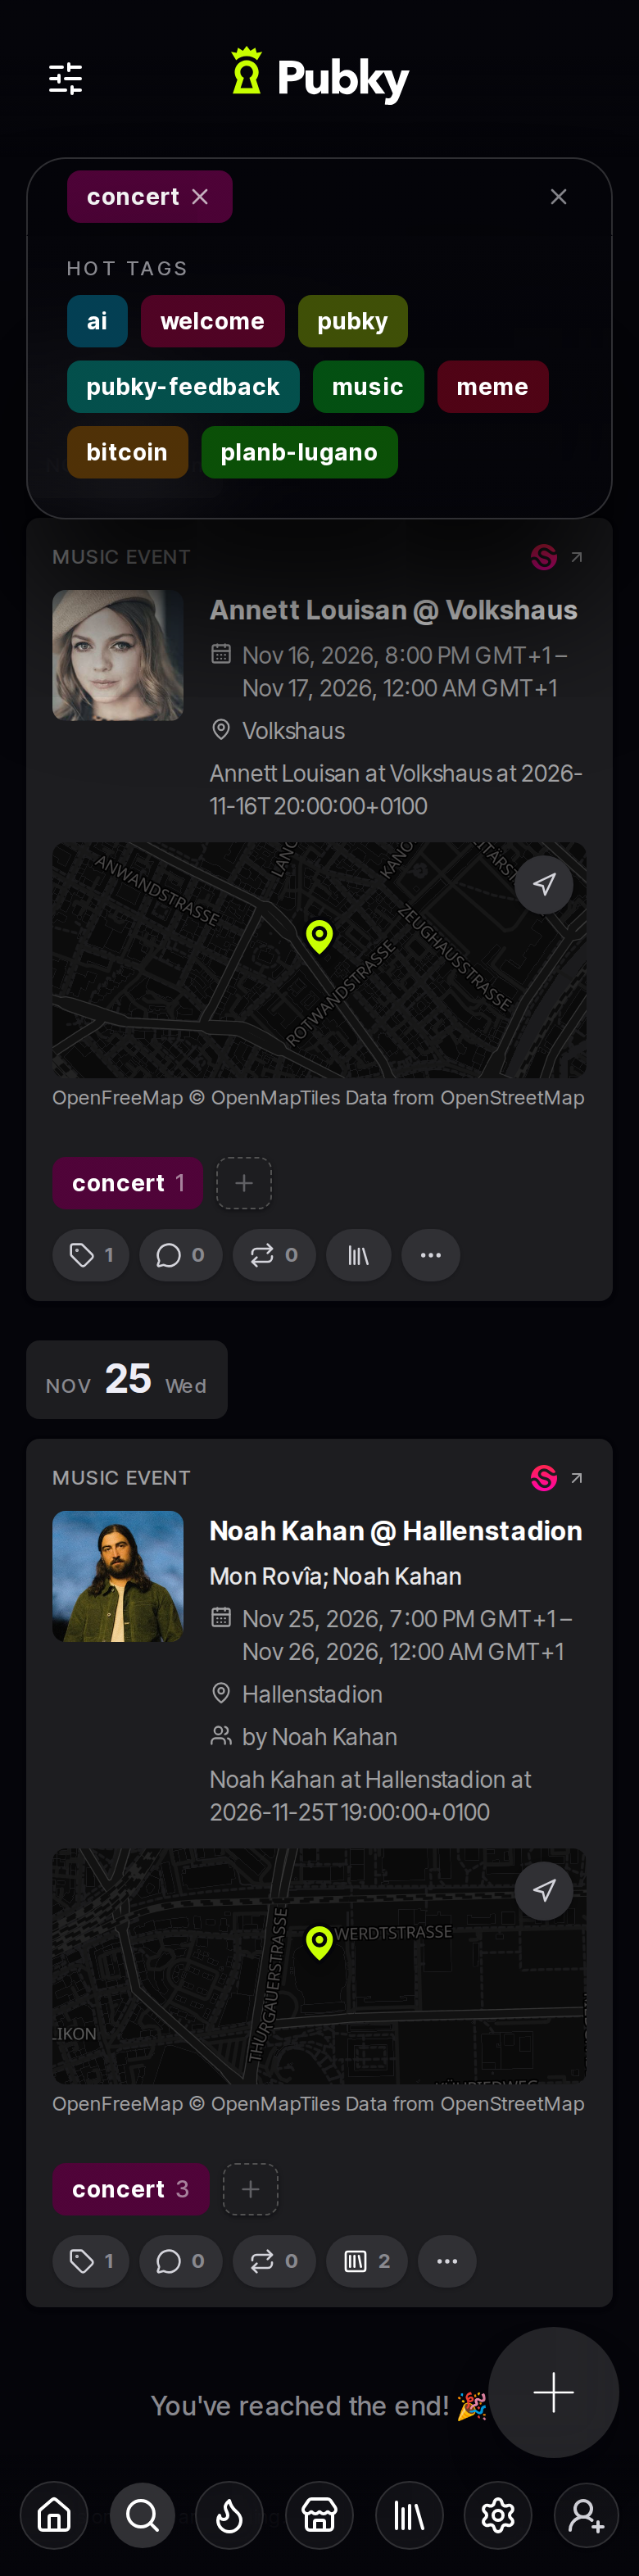 Pubky
concert
HOT TAGS
ai welcome pubky
pubky-feedback music meme
bitcoin planb-lugano
MUSIC EVENT
Annett Louisan @ Volkshaus
Nov 16, 2026, 8:00 PM GMT+1 –
Nov 17, 2026, 12:00 AM GMT+1
Volkshaus
Annett Louisan at Volkshaus at 2026-
11-16T20:00:00+0100
ANWANDSTRASSE
ZEUGHAUSSTRASSE
ROTWANDSTRASSE
OpenFreeMap © OpenMapTiles Data from OpenStreetMap
concert 1
1 0 0
NOV 25 Wed
MUSIC EVENT
Noah Kahan @ Hallenstadion
Mon Rovîa; Noah Kahan
Nov 25, 2026, 7:00 PM GMT+1 –
Nov 26, 2026, 12:00 AM GMT+1
Hallenstadion
by Noah Kahan
Noah Kahan at Hallenstadion at
2026-11-25T19:00:00+0100
WERDTSTRASSE
THURGAUERSTRASSE
LIKON
OpenFreeMap © OpenMapTiles Data from OpenStreetMap
concert 3
1 0 0 2
You've reached the end! 🎉